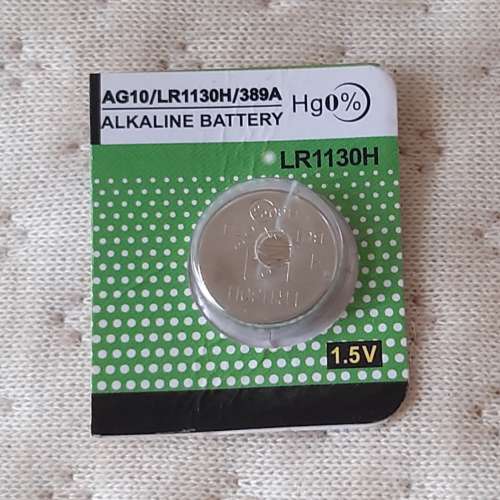 AG10/LR1130H/389A
Hg0%
ALKALINE BATTERY
LR1130H
1.5V